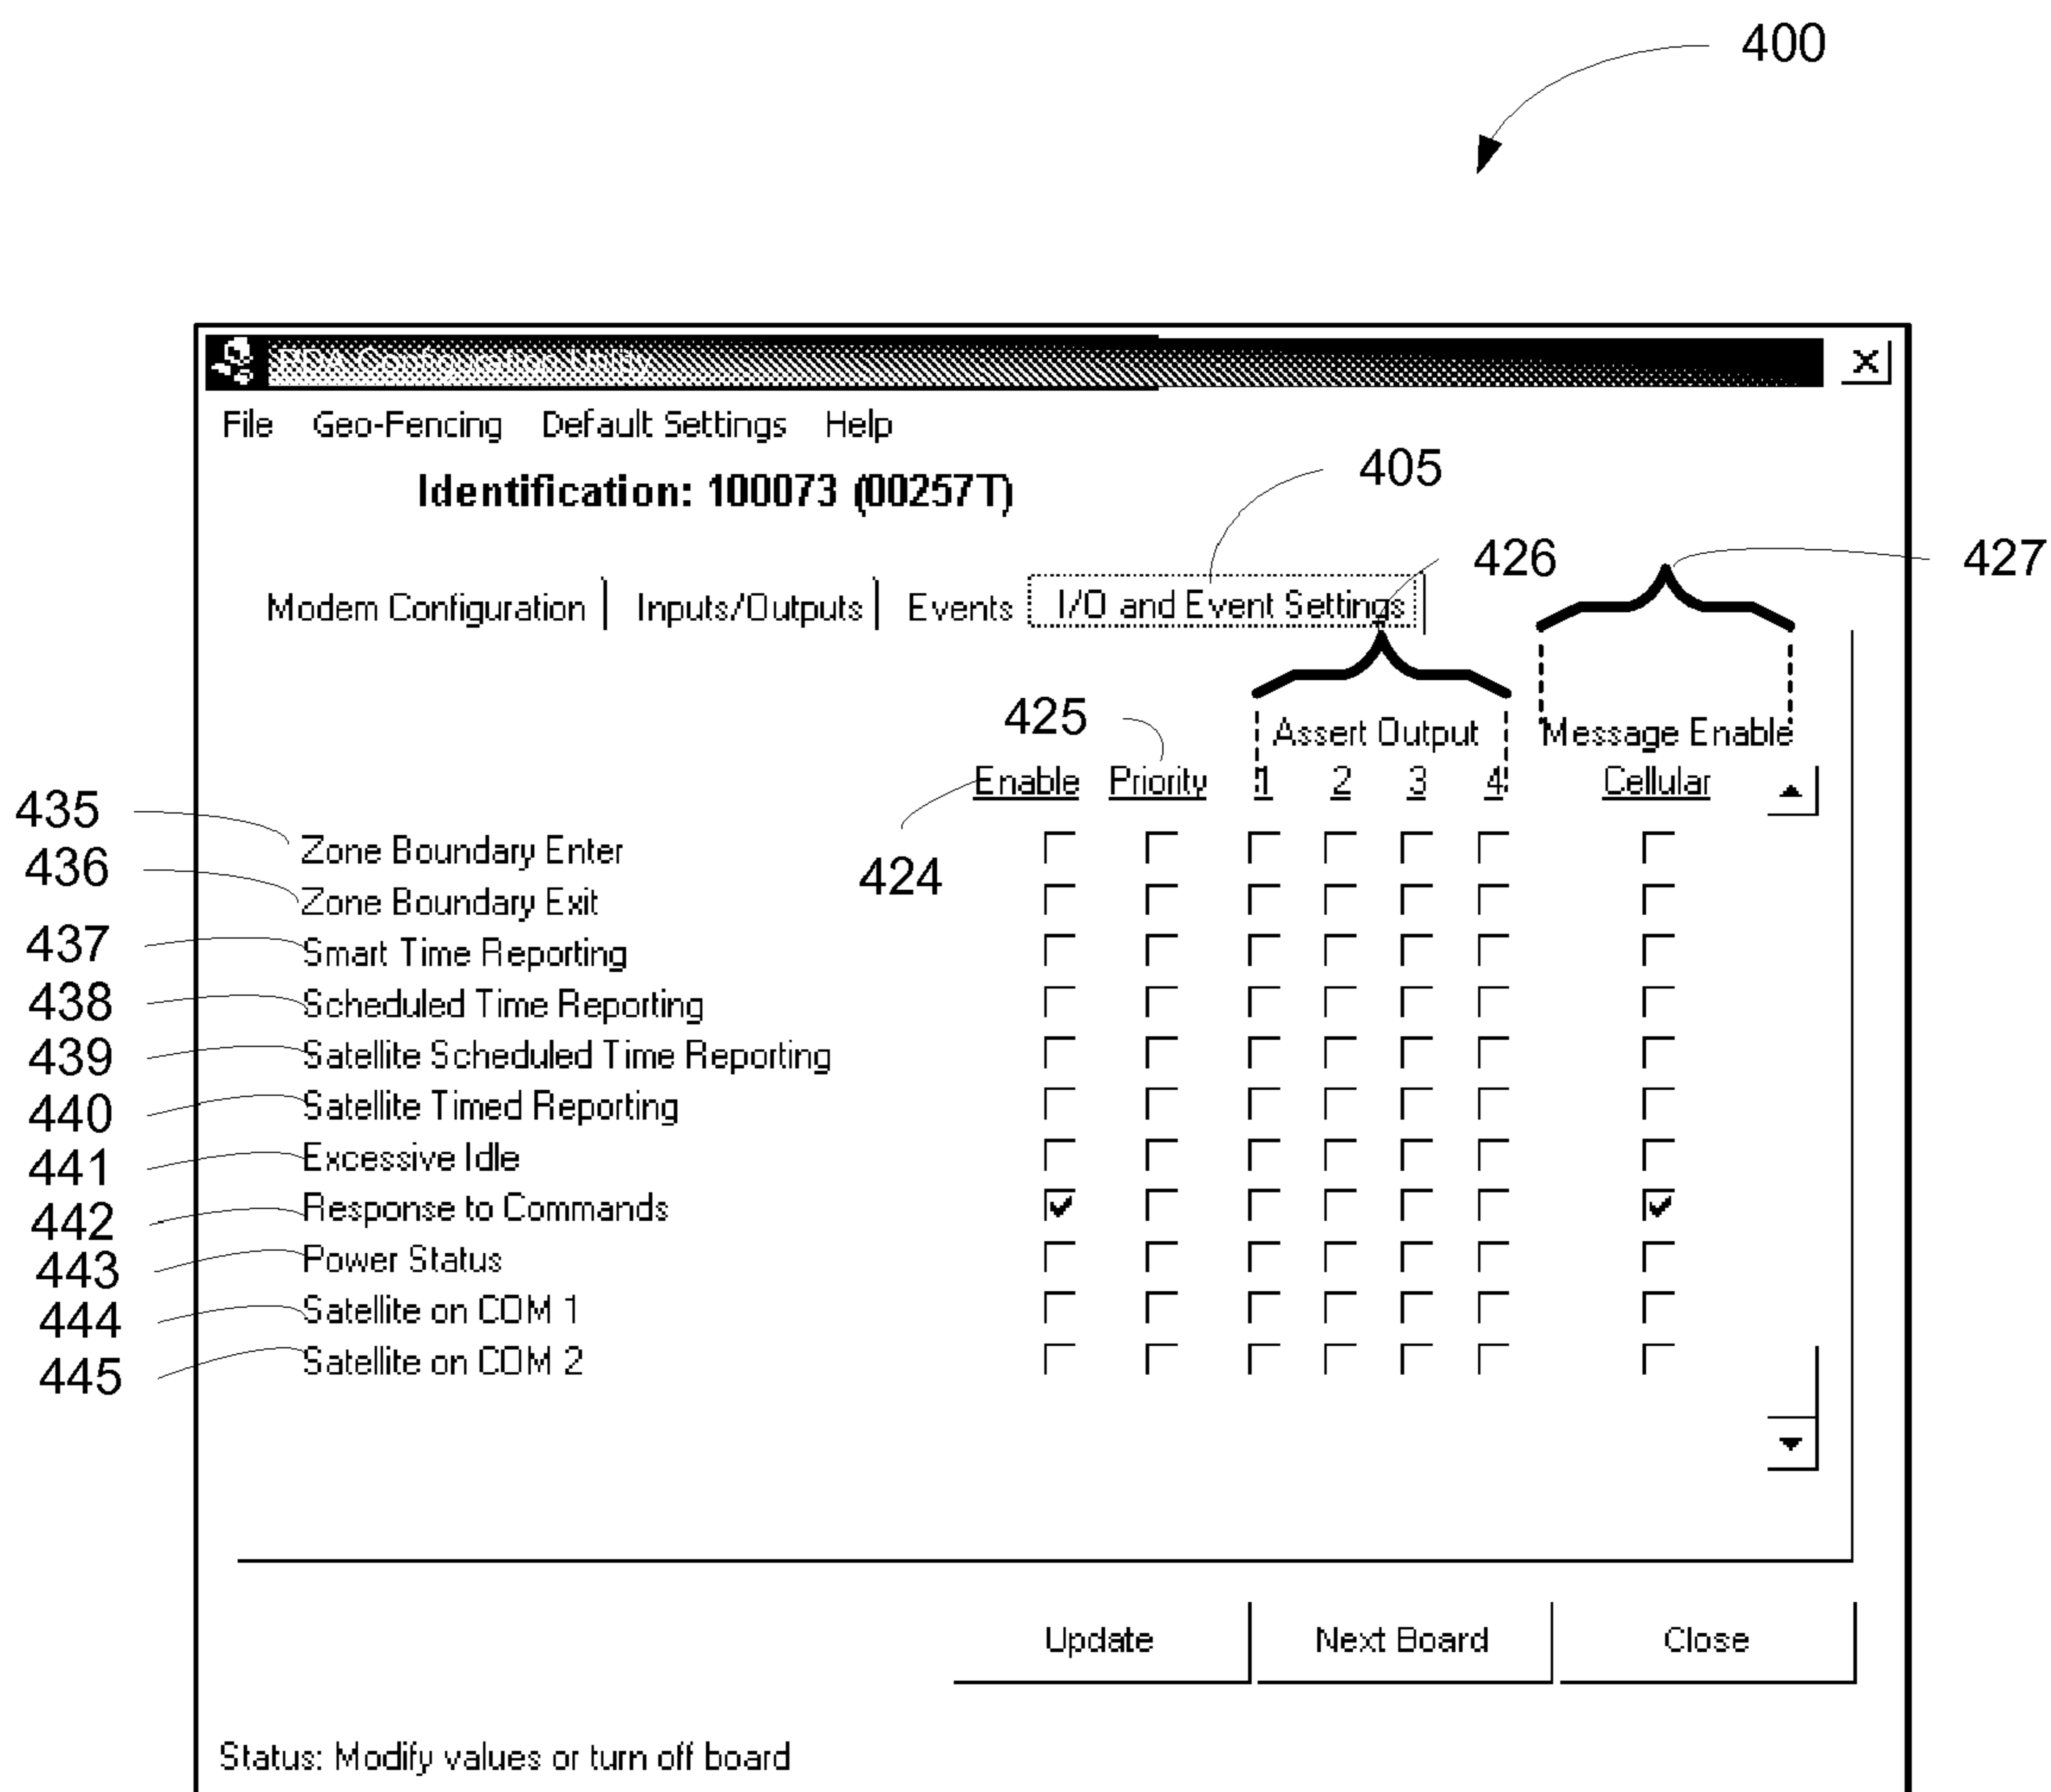 400
PDA Configuration Utility
File Geo-Fencing Default Settings Help
Identification: 100073 (00257T)
405
426
427
Modem Configuration Inputs/Outputs Events I/O and Event Settings
425
Assert Output Message Enable
Enable Priority 1 2 3 4 Cellular
424
435 Zone Boundary Enter
436 Zone Boundary Exit
437 Smart Time Reporting
438 Scheduled Time Reporting
439 Satellite Scheduled Time Reporting
440 Satellite Timed Reporting
441 Excessive Idle
442 Response to Commands
443 Power Status
444 Satellite on COM 1
445 Satellite on COM 2
Update Next Board Close
Status: Modify values or turn off board